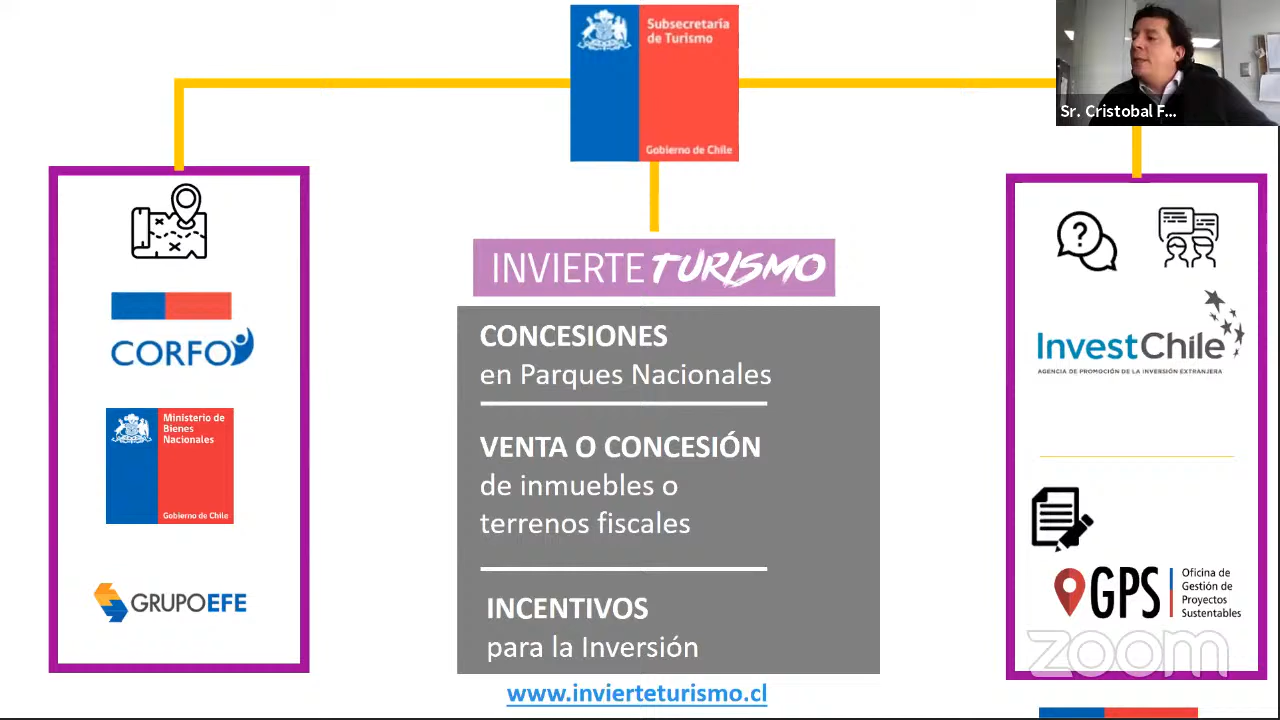 Subsecretaría
de Turismo
Gobierno de Chile
Sr. Cristobal F...
CORFO
Ministerio de
Bienes
Nacionales
Gobierno de Chile
GRUPOEFE
INVIERTE TURISMO
CONCESIONES
en Parques Nacionales
VENTA O CONCESIÓN
de inmuebles o
terrenos fiscales
INCENTIVOS
para la Inversión
www.invierteturismo.cl
?
InvestChile
AGENCIA DE PROMOCIÓN DE LA INVERSIÓN EXTRANJERA
GPS
Oficina de
Gestión de
Proyectos
Sustentables
zoom